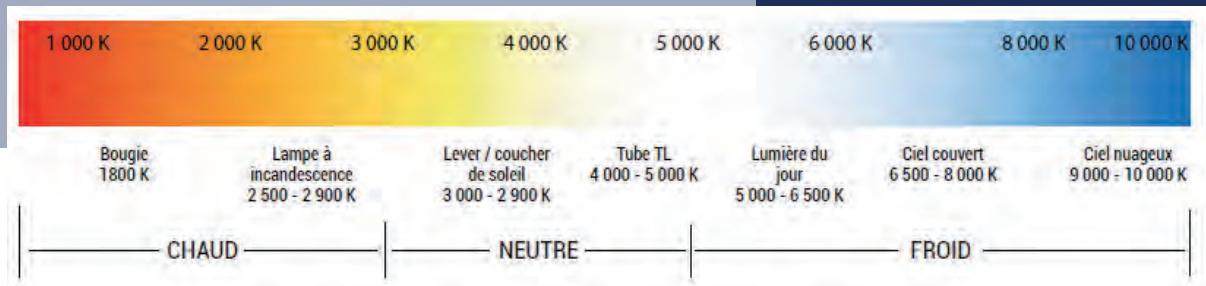 1 000 K 2 000 K 3 000 K 4 000 K 5 000 K 6 000 K 8 000 K 10 000 K
Bougie
1800 K
Lampe à
incandescence
2 500 - 2 900 K
Lever / coucher
de soleil
3 000 - 2 900 K
Tube TL
4 000 - 5 000 K
Lumière du
jour
5 000 - 6 500 K
Ciel couvert
6 500 - 8 000 K
Ciel nuageux
9 000 - 10 000 K
CHAUD NEUTRE FROID